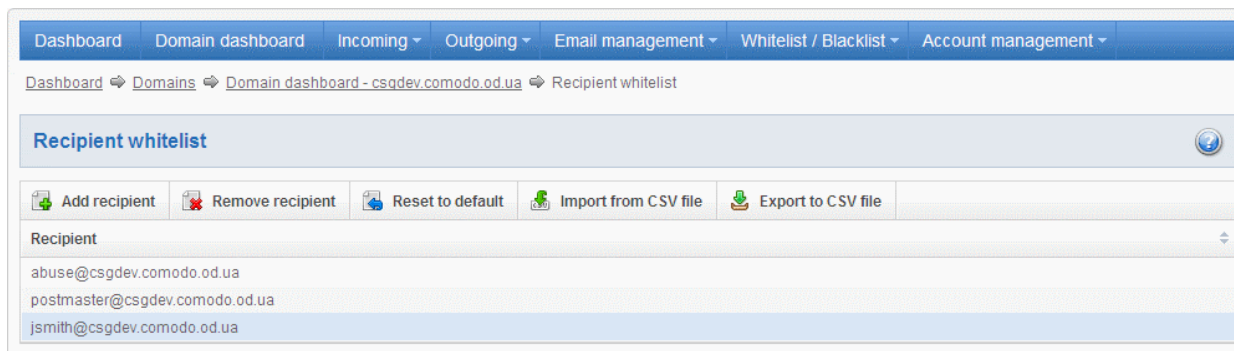 Dashboard Domain dashboard Incoming Outgoing Email management Whitelist / Blacklist Account management
Dashboard Domains Domain dashboard - csgdev.comodo.od.ua Recipient whitelist
Recipient whitelist
Add recipient Remove recipient Reset to default Import from CSV file Export to CSV file
Recipient
abuse@csgdev.comodo.od.ua
postmaster@csgdev.comodo.od.ua
jsmith@csgdev.comodo.od.ua